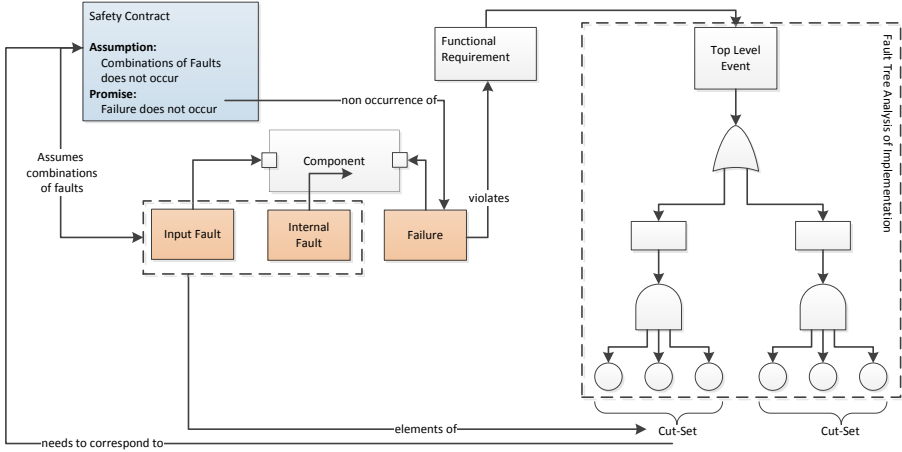 Safety Contract
Assumption:
Combinations of Faults
does not occur
Promise:
Failure does not occur
Functional
Requirement
Top Level
Event
Fault Tree Analysis of Implementation
non occurrence of
Assumes
combinations
of faults
Component
violates
Input Fault
Internal
Fault
Failure
elements of
Cut-Set
Cut-Set
needs to correspond to